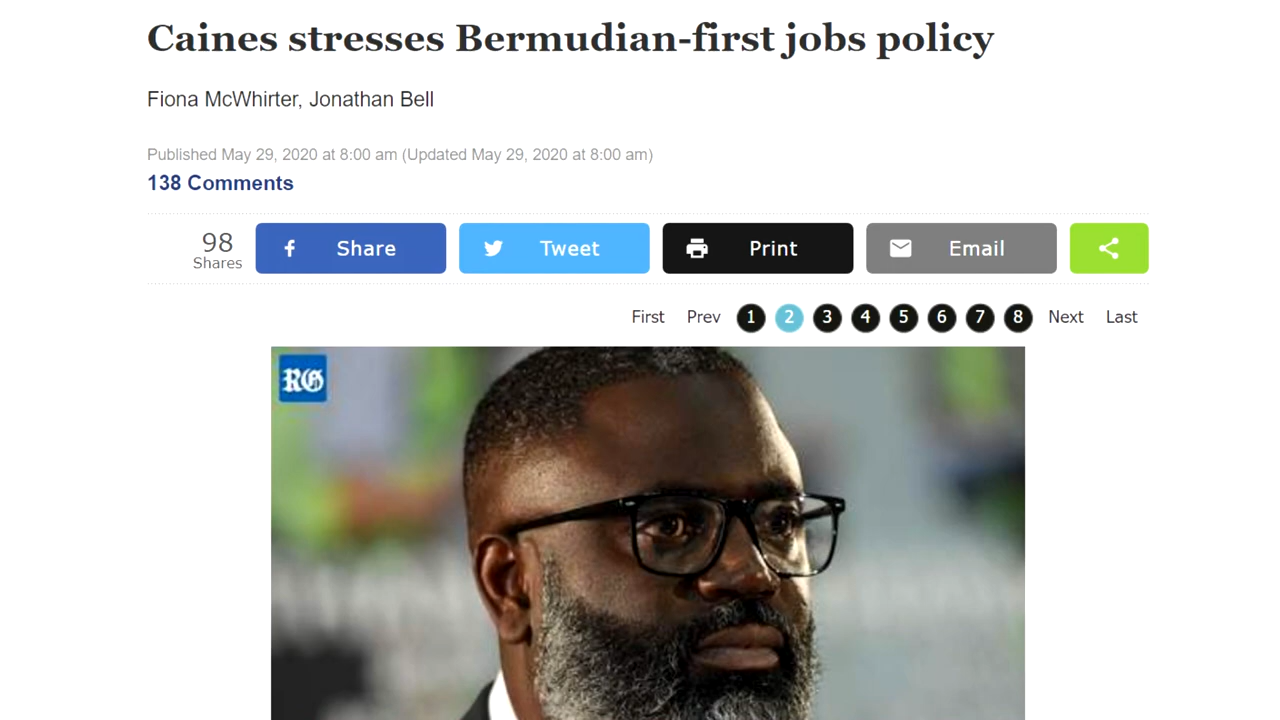 Caines stresses Bermudian-first jobs policy
Fiona McWhirter, Jonathan Bell
Published May 29, 2020 at 8:00 am (Updated May 29, 2020 at 8:00 am)
138 Comments
98
Shares
Share
Tweet
Print
Email
First Prev 1 2 3 4 5 6 7 8 Next Last
RG